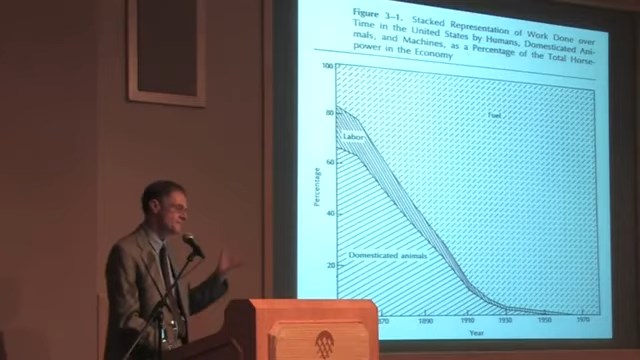 Figure 3–1. Stacked Representation of Work Done over
Time in the United States by Humans, Domesticated Ani-
mals, and Machines, as a Percentage of the Total Horse-
power in the Economy
100
80
60
40
20
Percentage
Fuel
Labor
Domesticated animals
1870
1890
1910
1930
1950
1970
Year